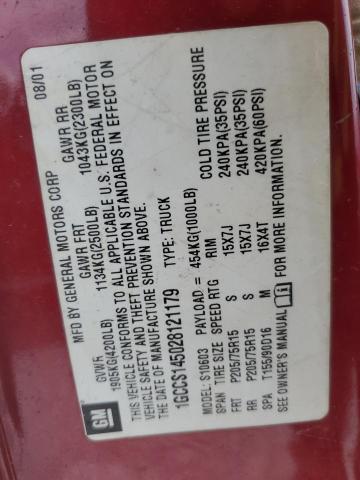 GM
MFD BY GENERAL MOTORS CORP 08/01
GVWR GAWR FRT GAWR RR
1905KG(4200LB) 1134KG(2500LB) 1043KG(2300LB)
THIS VEHICLE CONFORMS TO ALL APPLICABLE U.S. FEDERAL MOTOR
VEHICLE SAFETY AND THEFT PREVENTION STANDARDS IN EFFECT ON
THE DATE OF MANUFACTURE SHOWN ABOVE.
1GCCS145028121179 TYPE: TRUCK
MODEL: S10603 PAYLOAD = 454KG(1000LB)
SPAN TIRE SIZE SPEED RTG RIM COLD TIRE PRESSURE
FRT P205/75R15 S 15X7J 240KPA(35PSI)
RR P205/75R15 S 15X7J 240KPA(35PSI)
SPA T155/90D16 M 16X4T 420KPA(60PSI)
SEE OWNER'S MANUAL FOR MORE INFORMATION.